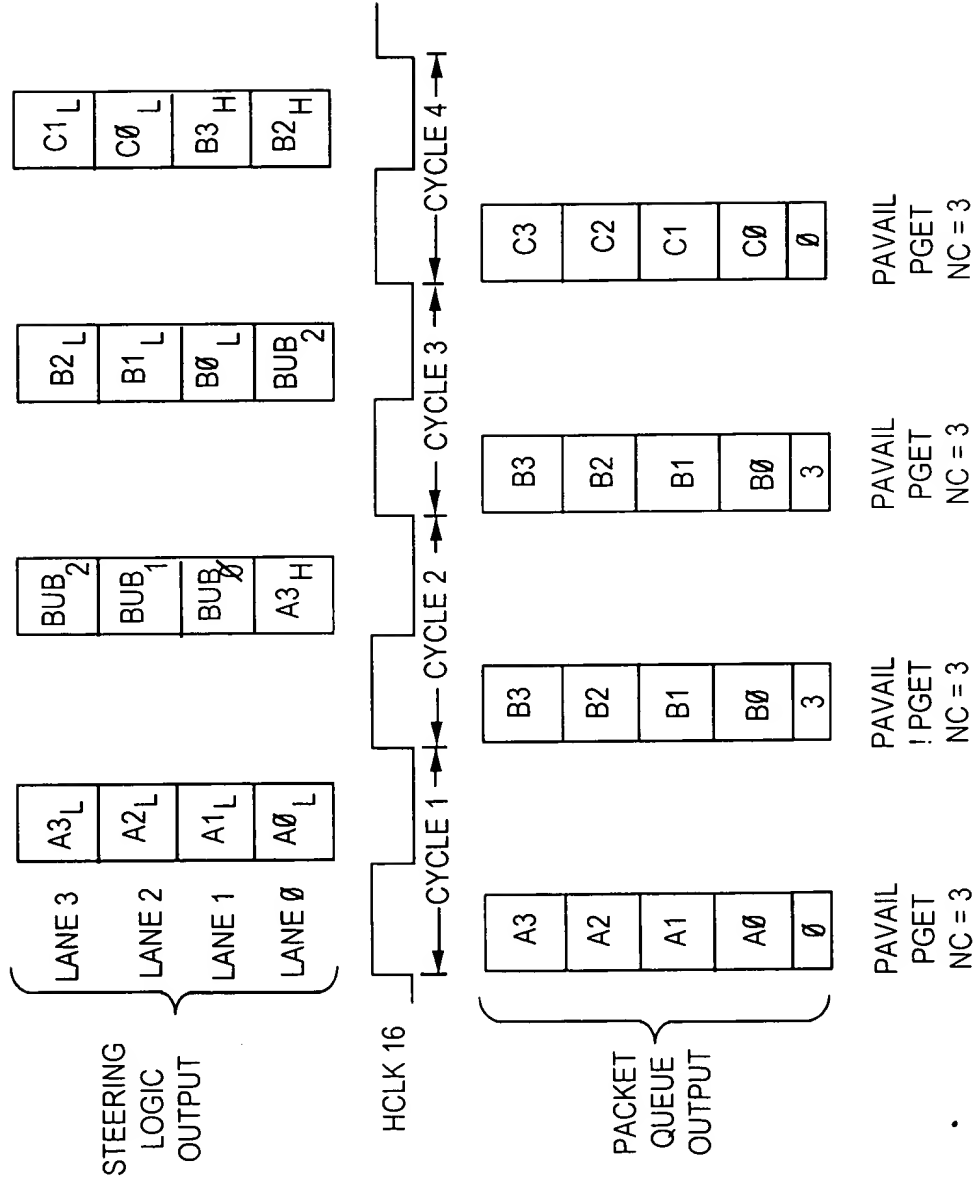 STEERING
LOGIC
OUTPUT
LANE 3 A3L BUB2 B2L C1L
LANE 2 A2L BUB1 B1L CØL
LANE 1 A1L BUBØ BØL B3H
LANE Ø AØL A3H BUB2 B2H
HCLK 16
CYCLE 1 CYCLE 2 CYCLE 3 CYCLE 4
PACKET
QUEUE
OUTPUT
A3 B3 B3 C3
A2 B2 B2 C2
A1 B1 B1 C1
AØ BØ BØ CØ
Ø 3 3 Ø
PAVAIL PAVAIL PAVAIL PAVAIL
PGET ! PGET PGET PGET
NC = 3 NC = 3 NC = 3 NC = 3